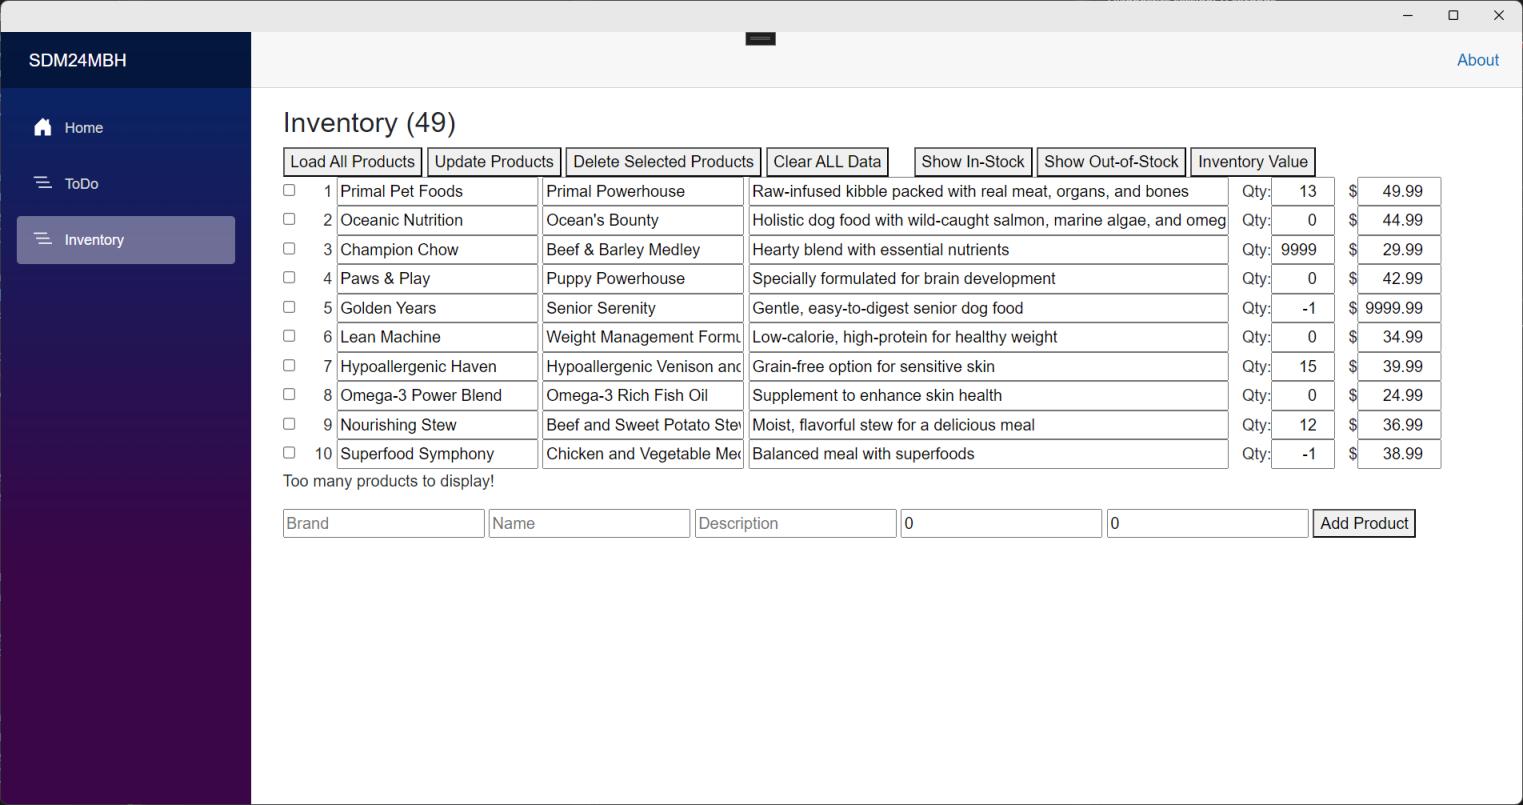 SDM24MBH
About
Home
ToDo
Inventory
Inventory (49)
Load All Products Update Products Delete Selected Products Clear ALL Data Show In-Stock Show Out-of-Stock Inventory Value
1 Primal Pet Foods Primal Powerhouse Raw-infused kibble packed with real meat, organs, and bones Qty: 13 $ 49.99
2 Oceanic Nutrition Ocean's Bounty Holistic dog food with wild-caught salmon, marine algae, and omeg Qty: 0 $ 44.99
3 Champion Chow Beef & Barley Medley Hearty blend with essential nutrients Qty: 9999 $ 29.99
4 Paws & Play Puppy Powerhouse Specially formulated for brain development Qty: 0 $ 42.99
5 Golden Years Senior Serenity Gentle, easy-to-digest senior dog food Qty: -1 $ 9999.99
6 Lean Machine Weight Management Formu Low-calorie, high-protein for healthy weight Qty: 0 $ 34.99
7 Hypoallergenic Haven Hypoallergenic Venison and Grain-free option for sensitive skin Qty: 15 $ 39.99
8 Omega-3 Power Blend Omega-3 Rich Fish Oil Supplement to enhance skin health Qty: 0 $ 24.99
9 Nourishing Stew Beef and Sweet Potato Stew Moist, flavorful stew for a delicious meal Qty: 12 $ 36.99
10 Superfood Symphony Chicken and Vegetable Med Balanced meal with superfoods Qty: -1 $ 38.99
Too many products to display!
Brand Name Description 0 0 Add Product